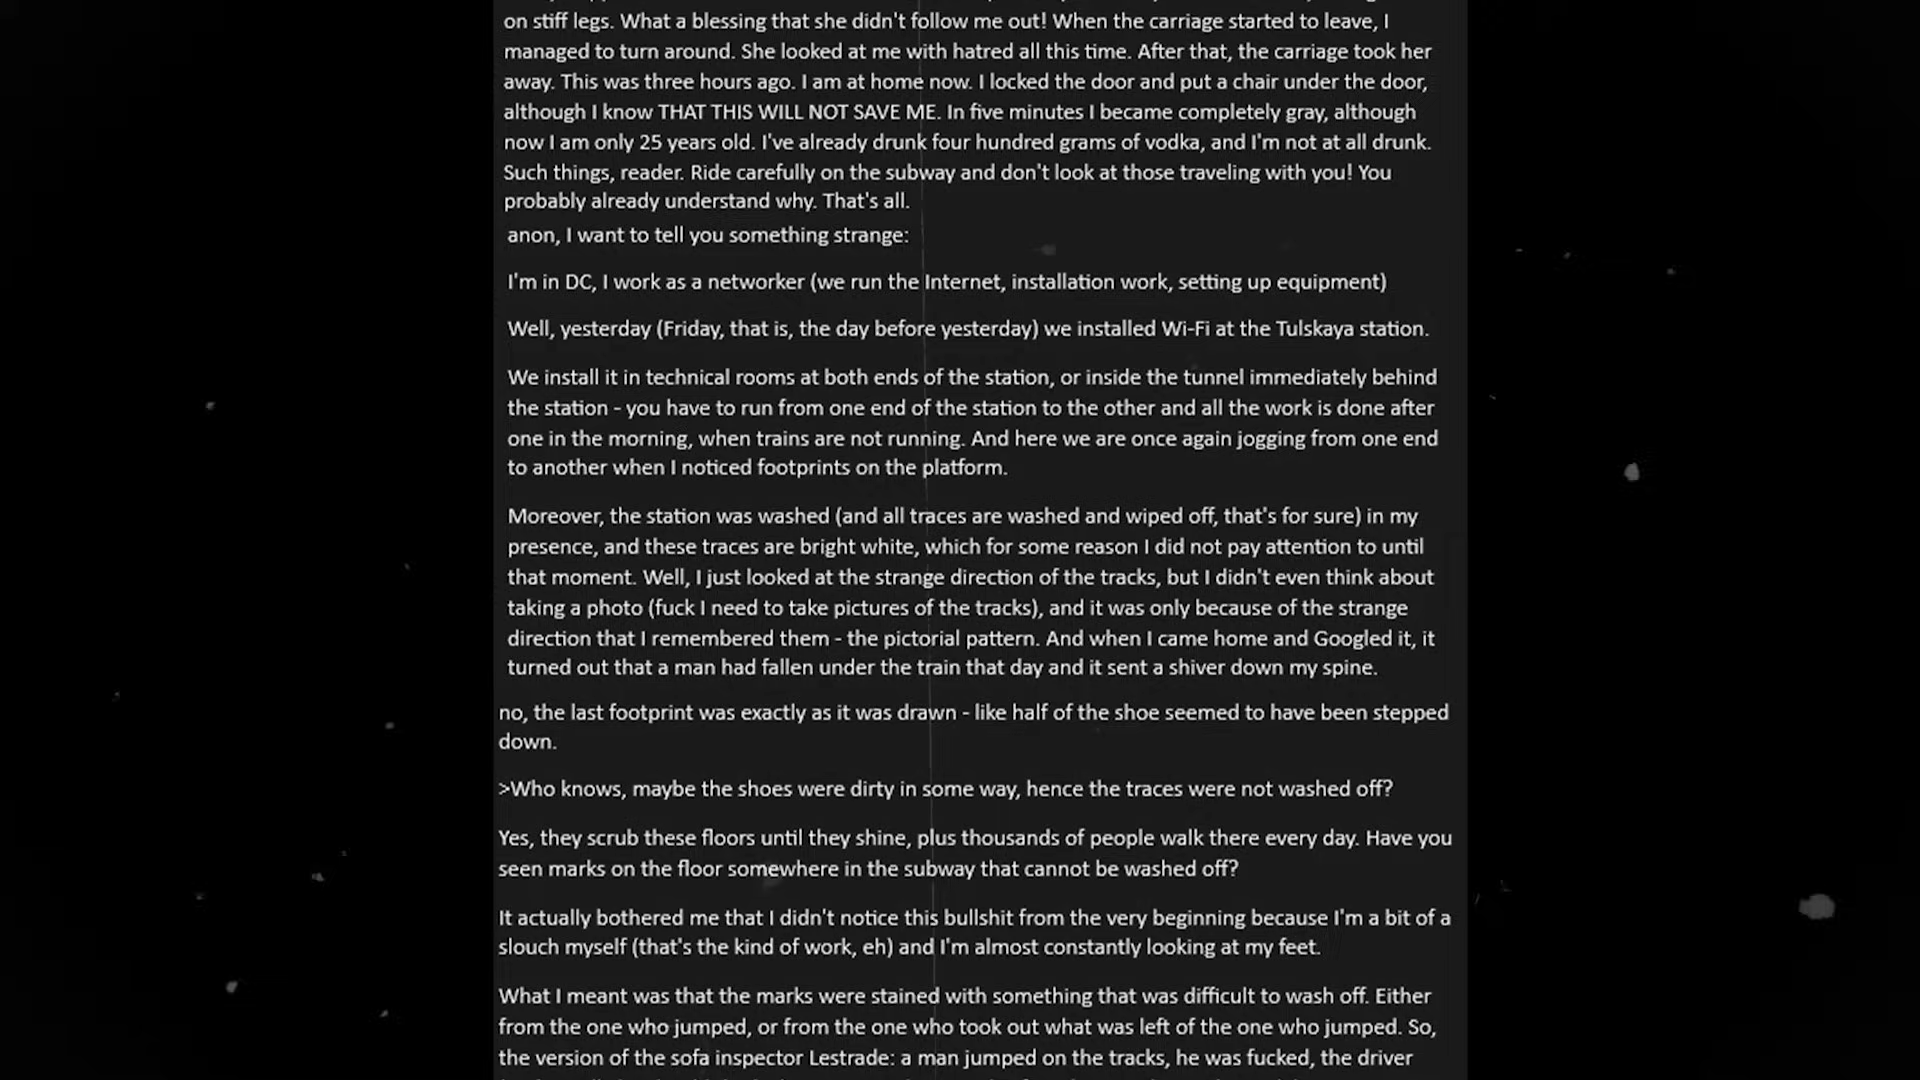 on stiff legs. What a blessing that she didn't follow me out! When the carriage started to leave, I
managed to turn around. She looked at me with hatred all this time. After that, the carriage took her
away. This was three hours ago. I am at home now. I locked the door and put a chair under the door,
although I know THAT THIS WILL NOT SAVE ME. In five minutes I became completely gray, although
now I am only 25 years old. I've already drunk four hundred grams of vodka, and I'm not at all drunk.
Such things, reader. Ride carefully on the subway and don't look at those traveling with you! You
probably already understand why. That's all.
anon, I want to tell you something strange:
I'm in DC, I work as a networker (we run the Internet, installation work, setting up equipment)
Well, yesterday (Friday, that is, the day before yesterday) we installed Wi-Fi at the Tulskaya station.
We install it in technical rooms at both ends of the station, or inside the tunnel immediately behind
the station - you have to run from one end of the station to the other and all the work is done after
one in the morning, when trains are not running. And here we are once again jogging from one end
to another when I noticed footprints on the platform.
Moreover, the station was washed (and all traces are washed and wiped off, that's for sure) in my
presence, and these traces are bright white, which for some reason I did not pay attention to until
that moment. Well, I just looked at the strange direction of the tracks, but I didn't even think about
taking a photo (fuck I need to take pictures of the tracks), and it was only because of the strange
direction that I remembered them - the pictorial pattern. And when I came home and Googled it, it
turned out that a man had fallen under the train that day and it sent a shiver down my spine.
no, the last footprint was exactly as it was drawn - like half of the shoe seemed to have been stepped
down.
>Who knows, maybe the shoes were dirty in some way, hence the traces were not washed off?
Yes, they scrub these floors until they shine, plus thousands of people walk there every day. Have you
seen marks on the floor somewhere in the subway that cannot be washed off?
It actually bothered me that I didn't notice this bullshit from the very beginning because I'm a bit of a
slouch myself (that's the kind of work, eh) and I'm almost constantly looking at my feet.
What I meant was that the marks were stained with something that was difficult to wash off. Either
from the one who jumped, or from the one who took out what was left of the one who jumped. So,
the version of the sofa inspector Lestrade: a man jumped on the tracks, he was fucked, the driver